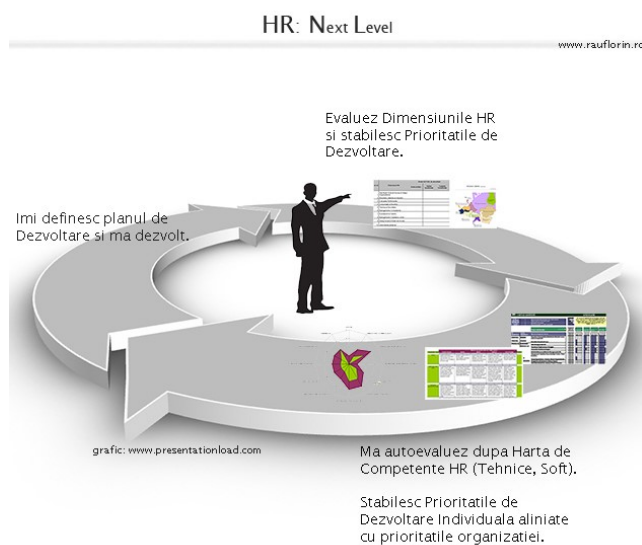 HR: Next Level
www.rauflorin.ro
Evaluez Dimensiunile HR
si stabilesc Prioritatile de
Dezvoltare.
Imi definesc planul de
Dezvoltare si ma dezvolt.
grafic: www.presentationload.com
Ma autoevaluez dupa Harta de
Competente HR (Tehnice, Soft).
Stabilesc Prioritatile de
Dezvoltare Individuala aliniate
cu prioritatile organizatiei.